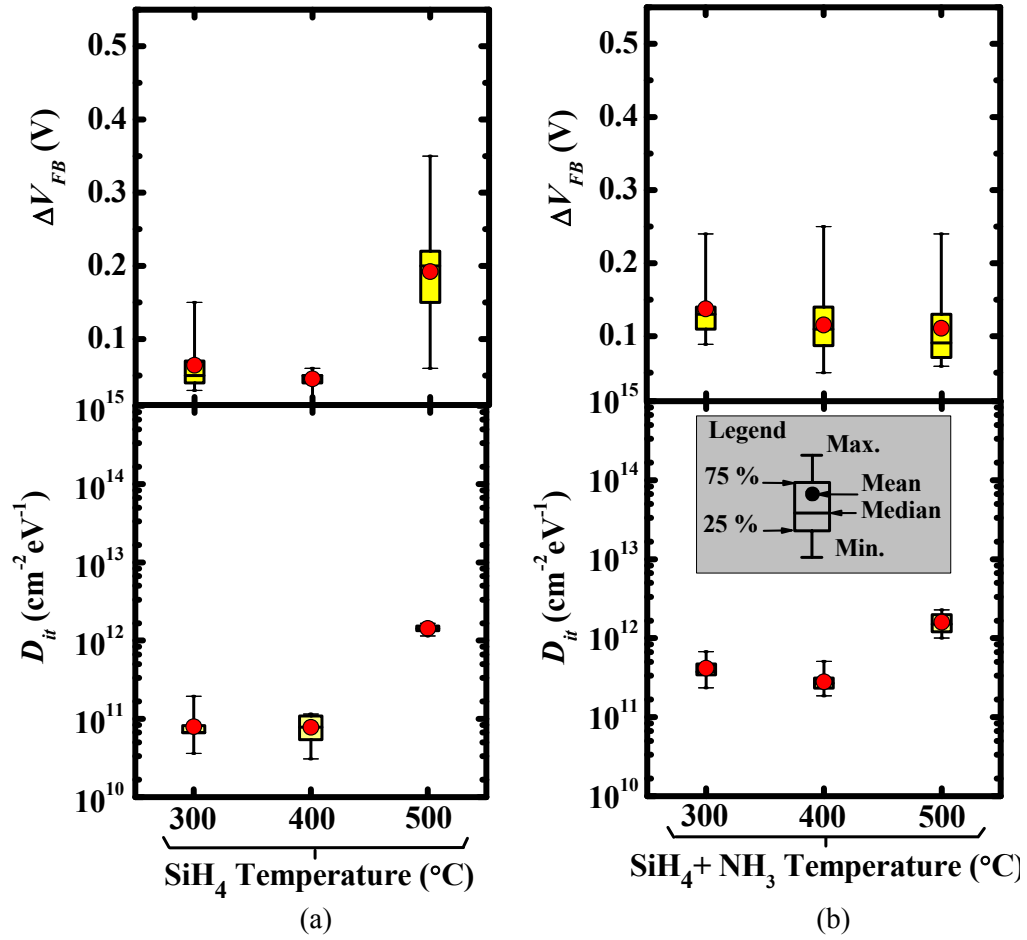 0.5
0.4
0.3
0.2
0.1
ΔV_FB (V)
10^15
10^14
10^13
10^12
10^11
10^10
D_it (cm^-2 eV^-1)
300 400 500
SiH_4 Temperature (°C)
(a)
0.5
0.4
0.3
0.2
0.1
ΔV_FB (V)
10^15
10^14
10^13
10^12
10^11
10^10
D_it (cm^-2 eV^-1)
Legend
Max.
75 %
Mean
Median
25 %
Min.
300 400 500
SiH_4+ NH_3 Temperature (°C)
(b)